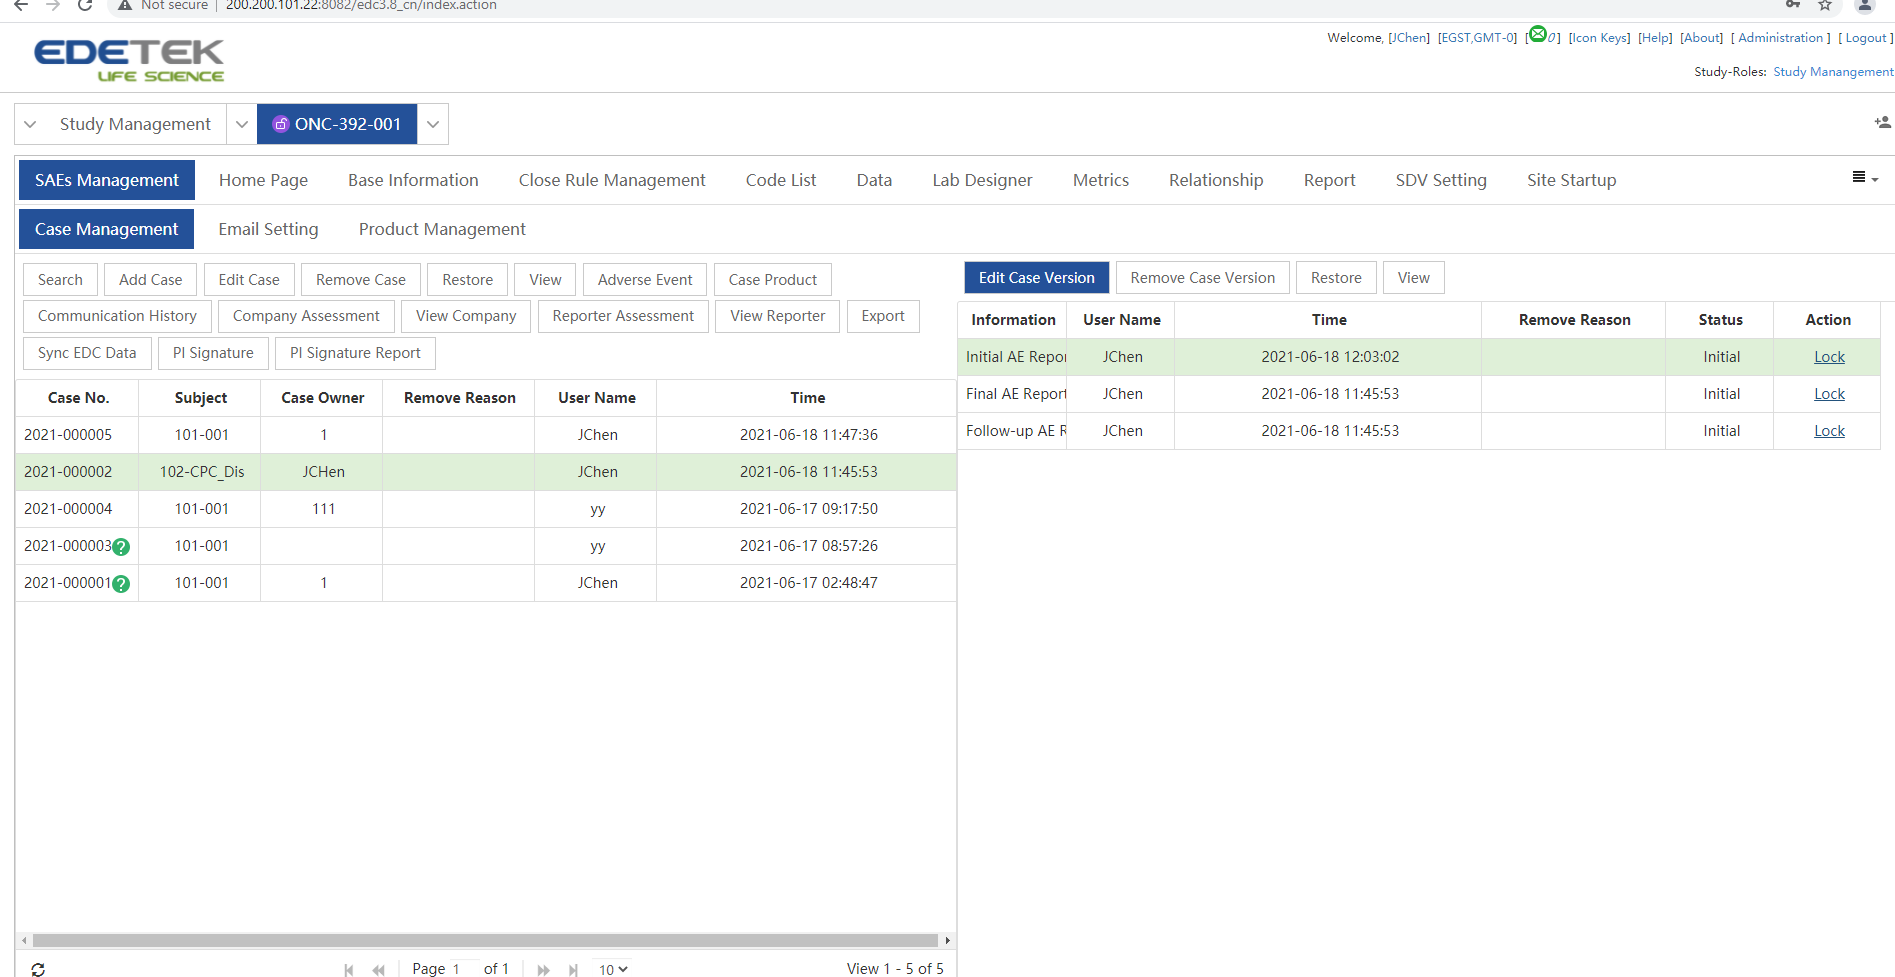 Not secure | 200.200.101.22:8082/edc3.8_cn/index.action
EDETEK
LIFE SCIENCE
Welcome, [JChen] [EGST,GMT-0] [0] [Icon Keys] [Help] [About] [ Administration ] [ Logout ]
Study-Roles: Study Manangement
Study Management ONC-392-001
SAEs Management Home Page Base Information Close Rule Management Code List Data Lab Designer Metrics Relationship Report SDV Setting Site Startup
Case Management Email Setting Product Management
Search Add Case Edit Case Remove Case Restore View Adverse Event Case Product
Communication History Company Assessment View Company Reporter Assessment View Reporter Export
Sync EDC Data PI Signature PI Signature Report
Case No. Subject Case Owner Remove Reason User Name Time
2021-000005 101-001 1 JChen 2021-06-18 11:47:36
2021-000002 102-CPC_Dis JCHen JChen 2021-06-18 11:45:53
2021-000004 101-001 111 yy 2021-06-17 09:17:50
2021-000003 ? 101-001 yy 2021-06-17 08:57:26
2021-000001 ? 101-001 1 JChen 2021-06-17 02:48:47
Page 1 of 1 10 View 1 - 5 of 5
Edit Case Version Remove Case Version Restore View
Information User Name Time Remove Reason Status Action
Initial AE Repor JChen 2021-06-18 12:03:02 Initial Lock
Final AE Report JChen 2021-06-18 11:45:53 Initial Lock
Follow-up AE R JChen 2021-06-18 11:45:53 Initial Lock